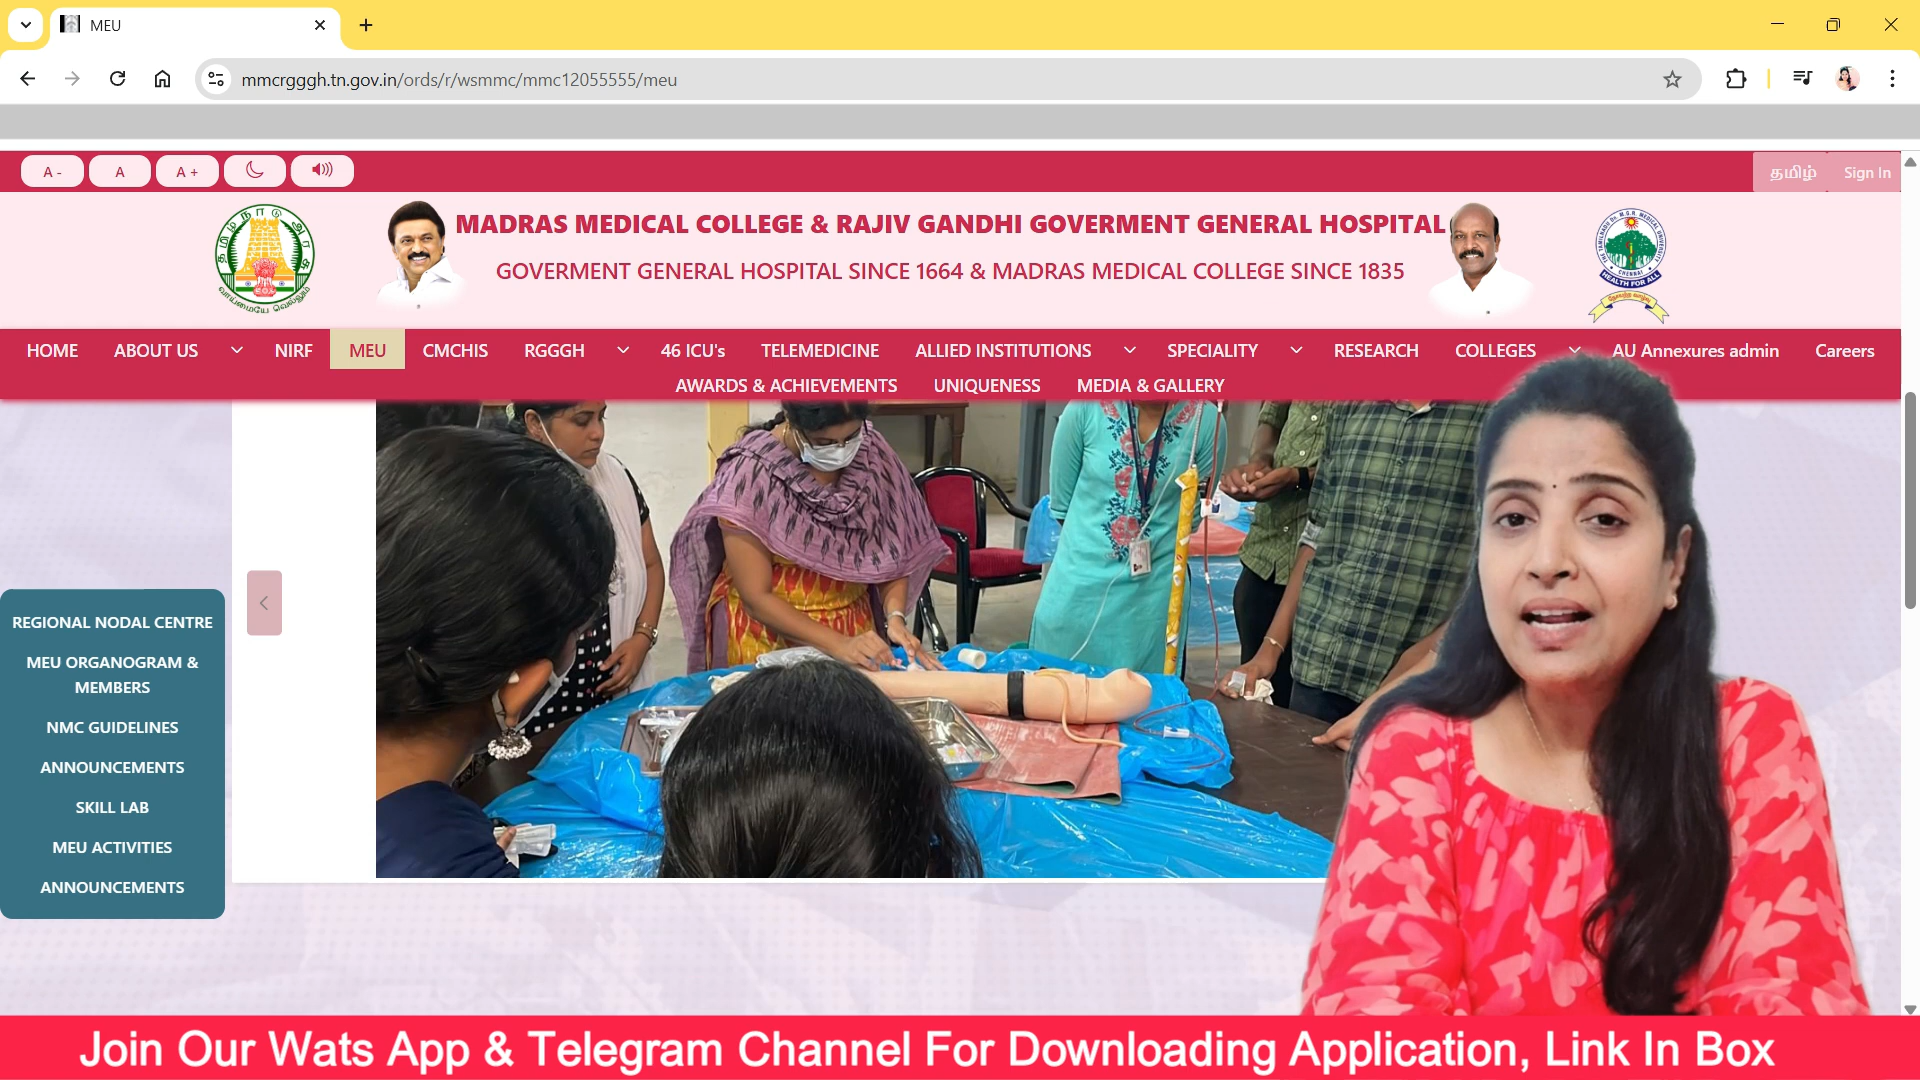 MEU
mmcrgggh.tn.gov.in/ords/r/wsmmc/mmc12055555/meu
A - A A +
தமிழ் Sign In
MADRAS MEDICAL COLLEGE & RAJIV GANDHI GOVERMENT GENERAL HOSPITAL
GOVERMENT GENERAL HOSPITAL SINCE 1664 & MADRAS MEDICAL COLLEGE SINCE 1835
HEALTH FOR ALL
HOME ABOUT US NIRF MEU CMCHIS RGGGH 46 ICU's TELEMEDICINE ALLIED INSTITUTIONS SPECIALITY RESEARCH COLLEGES AU Annexures admin Careers
AWARDS & ACHIEVEMENTS UNIQUENESS MEDIA & GALLERY
REGIONAL NODAL CENTRE
MEU ORGANOGRAM &
MEMBERS
NMC GUIDELINES
ANNOUNCEMENTS
SKILL LAB
MEU ACTIVITIES
ANNOUNCEMENTS
Join Our Wats App & Telegram Channel For Downloading Application, Link In Box